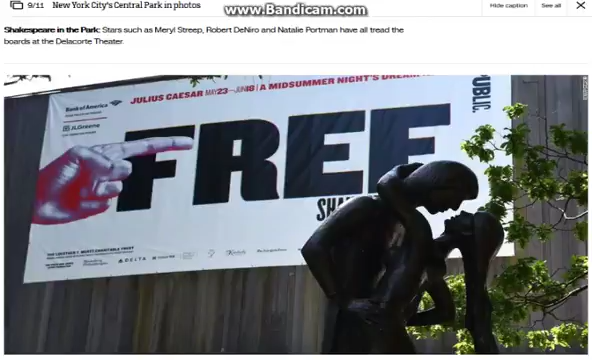 9/11 New York City's Central Park in photos
www.Bandicam.com
Hide caption
See all
Shakespeare in the Park: Stars such as Meryl Streep, Robert DeNiro and Natalie Portman have all tread the
boards at the Delacorte Theater.
Bank of America
JULIUS CAESAR MAY 23–JUN 18 | A MIDSUMMER NIGHT'S DREAM
PUBLIC.
JLGreene
FREE
SHA
DELTA